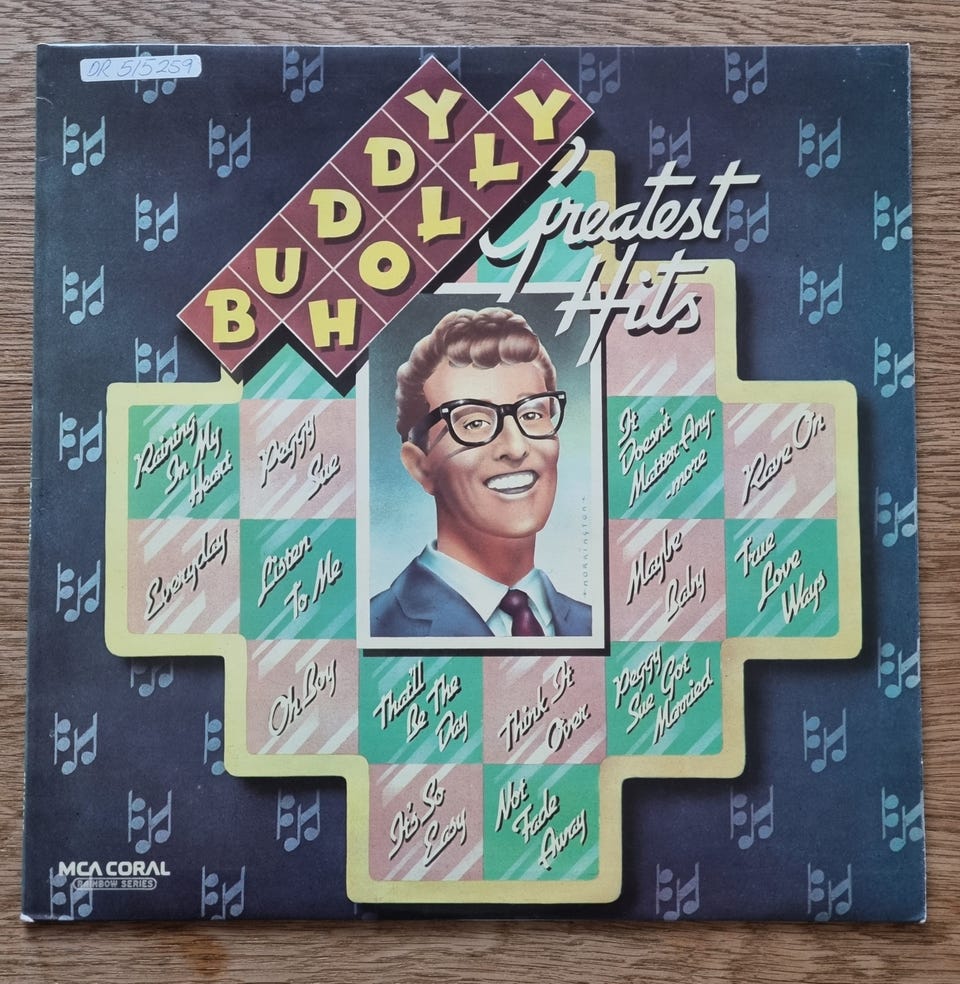 DR 515259
BUDDY
HOLLY
Greatest
Hits
Raining
In My
Heart
Peggy
Sue
It
Doesn't
Matter Any-
-more
Rave On
Everyday
Listen
To Me
Maybe
Baby
True
Love
Ways
Oh Boy
That'll
Be The
Day
Think It
Over
Peggy
Sue Got
Married
It's So
Easy
Not
Fade
Away
MCA CORAL
RAINBOW SERIES